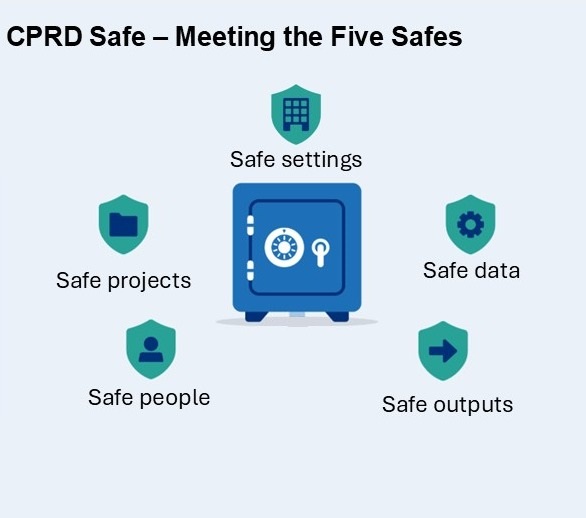 CPRD Safe – Meeting the Five Safes
Safe settings
Safe projects
Safe data
Safe people
Safe outputs